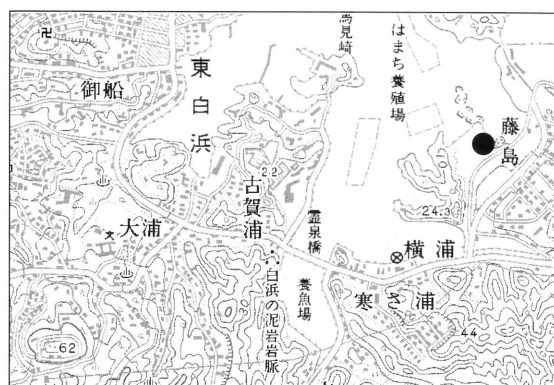 馬見崎
はまち養殖場
御船
東白浜
藤島
22
古賀浦
24.3
大浦
霊泉橋
横浦
白浜の泥岩岩脈
養魚場
寒さ浦
44
62